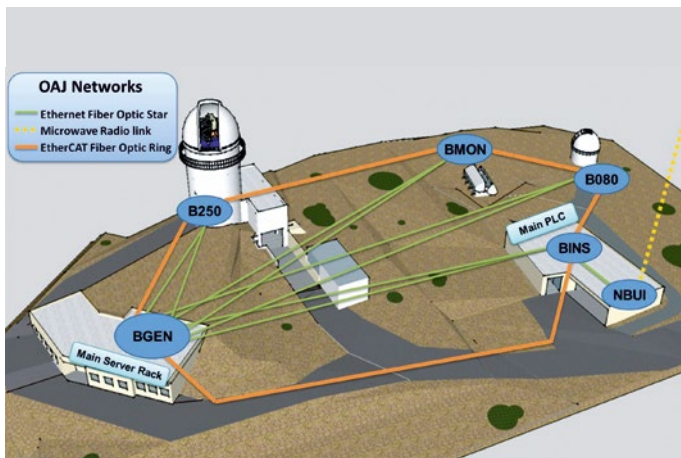 OAJ Networks
Ethernet Fiber Optic Star
Microwave Radio link
EtherCAT Fiber Optic Ring
BMON
B080
B250
Main PLC
BINS
NBUI
BGEN
Main Server Rack